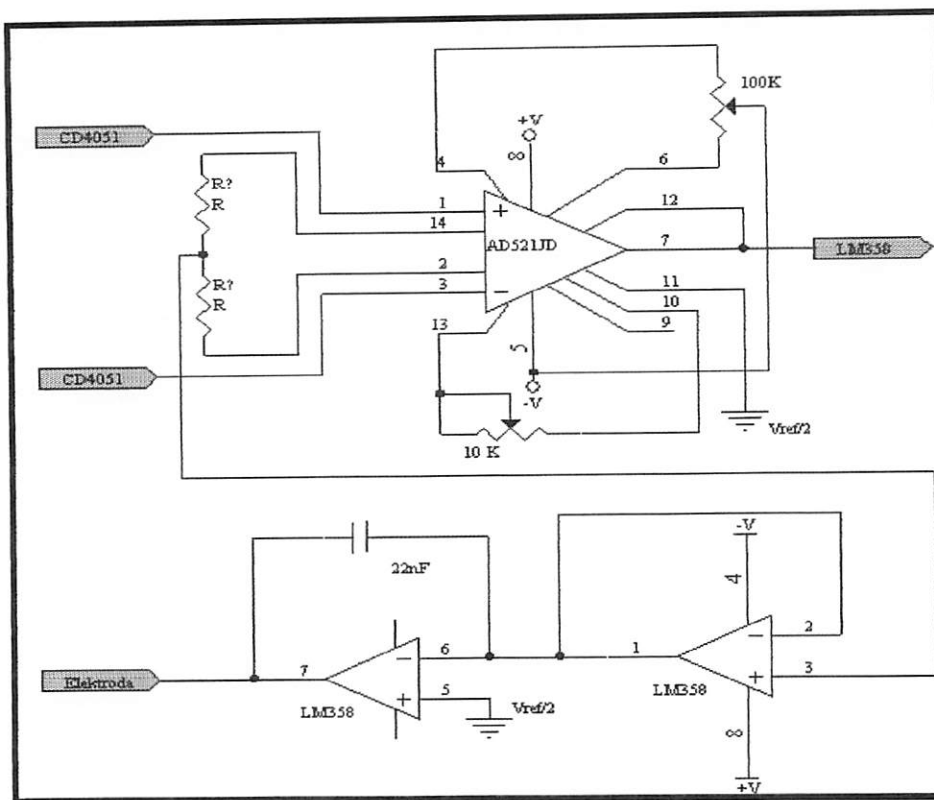 100K
CD4051
+V
8
4
6
R?
R
1
+
12
14
AD521JD
7
LM358
2
R?
R
3
−
11
10
9
13
5
CD4051
-V
Vref/2
10 K
22nF
-V
4
2
−
6
−
1
3
+
7
Elektroda
5
+
LM358
LM358
Vref/2
8
+V